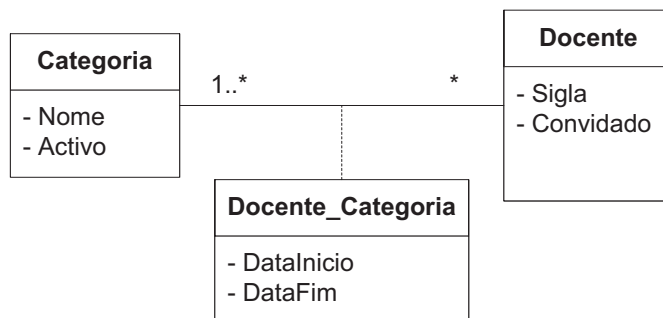 Categoria
- Nome
- Activo
1..*
*
Docente
- Sigla
- Convidado
Docente_Categoria
- DataInicio
- DataFim